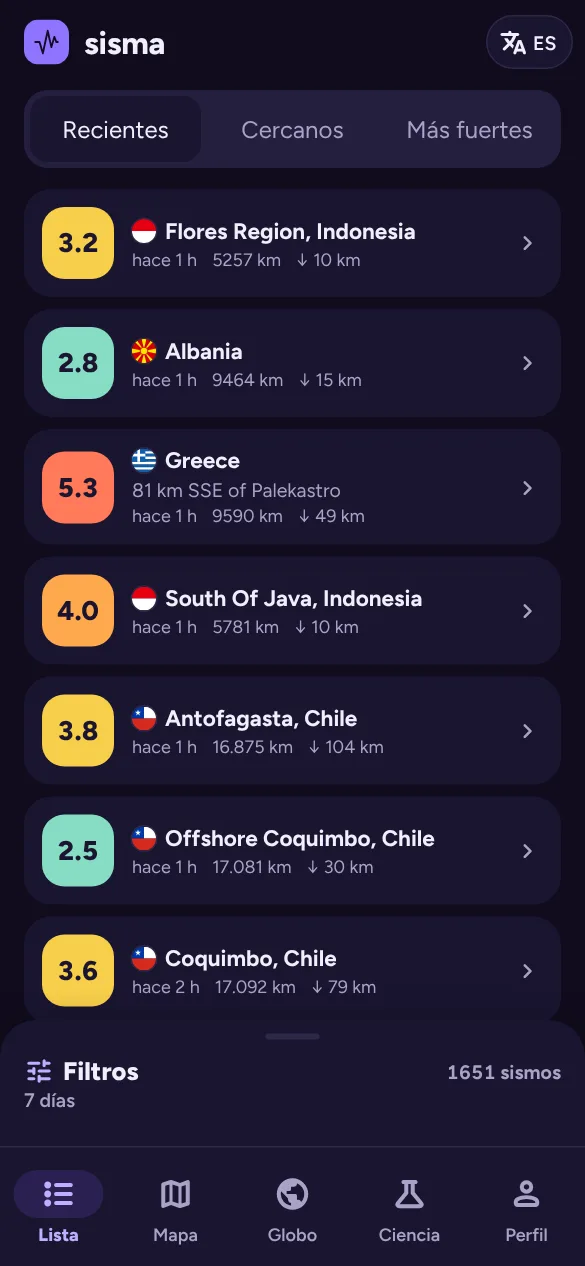 sisma
ES
Recientes Cercanos Más fuertes
3.2
Flores Region, Indonesia
hace 1 h 5257 km ↓ 10 km
2.8
Albania
hace 1 h 9464 km ↓ 15 km
5.3
Greece
81 km SSE of Palekastro
hace 1 h 9590 km ↓ 49 km
4.0
South Of Java, Indonesia
hace 1 h 5781 km ↓ 10 km
3.8
Antofagasta, Chile
hace 1 h 16.875 km ↓ 104 km
2.5
Offshore Coquimbo, Chile
hace 1 h 17.081 km ↓ 30 km
3.6
Coquimbo, Chile
hace 2 h 17.092 km ↓ 79 km
Filtros
1651 sismos
7 días
Lista Mapa Globo Ciencia Perfil